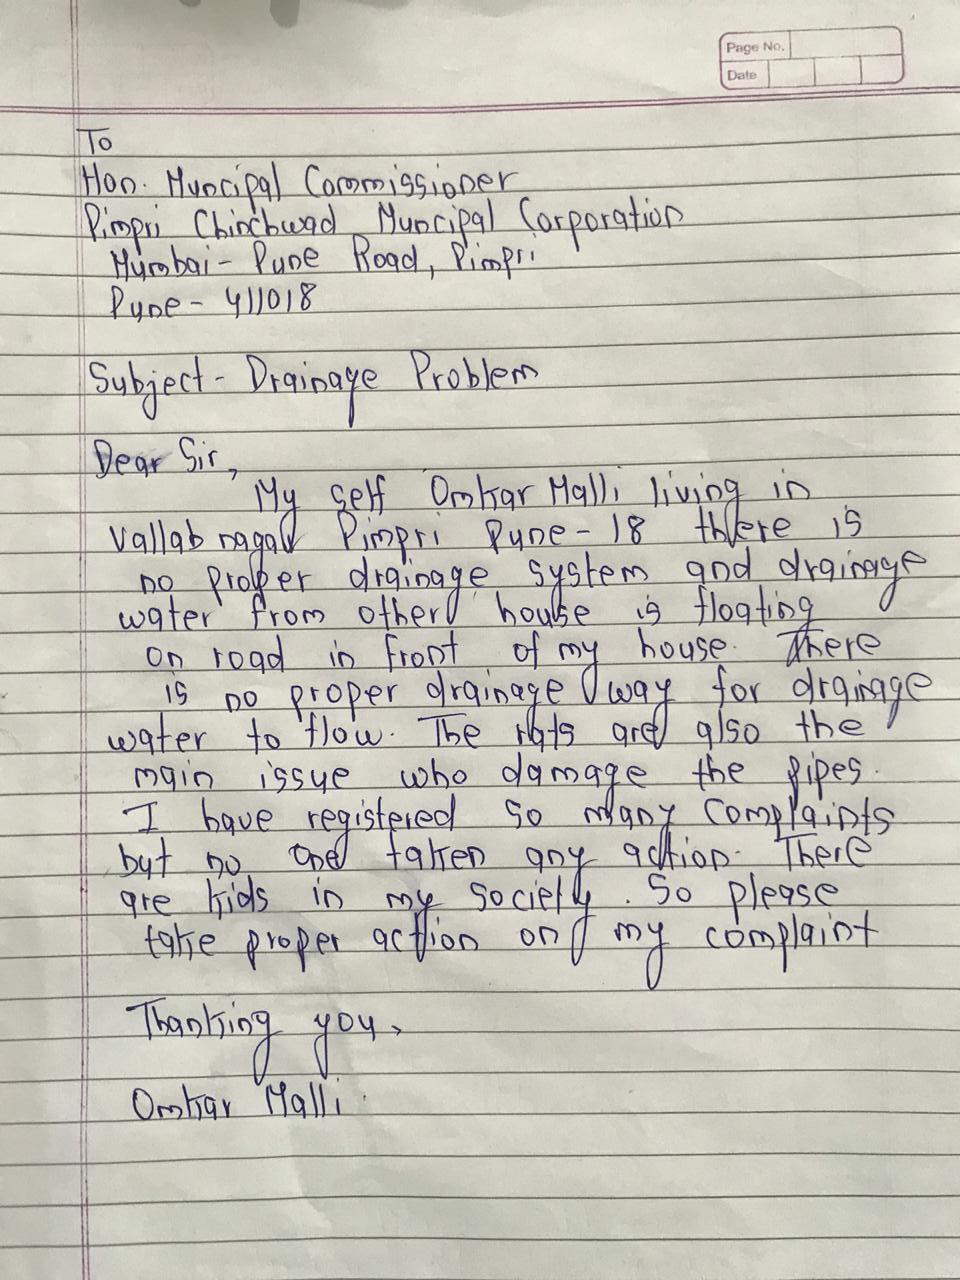 Page No.
Date
To
Hon. Muncipal Commissioner
Pimpri Chinchwad Muncipal Corporation
Mumbai - Pune Road, Pimpri
Pune - 411018
Subject - Drainage Problem
Dear Sir,
My self Omkar Malli living in
Vallab nagar Pimpri Pune - 18 there is
no proper drainage system and drainage
water from other house is floating
on road in front of my house. There
is no proper drainage way for drainage
water to flow. The rats are also the
main issue who damage the pipes.
I have registered so many complaints
but no one taken any action. There
are kids in my society. So please
take proper action on my complaint
Thanking you,
Omkar Malli.